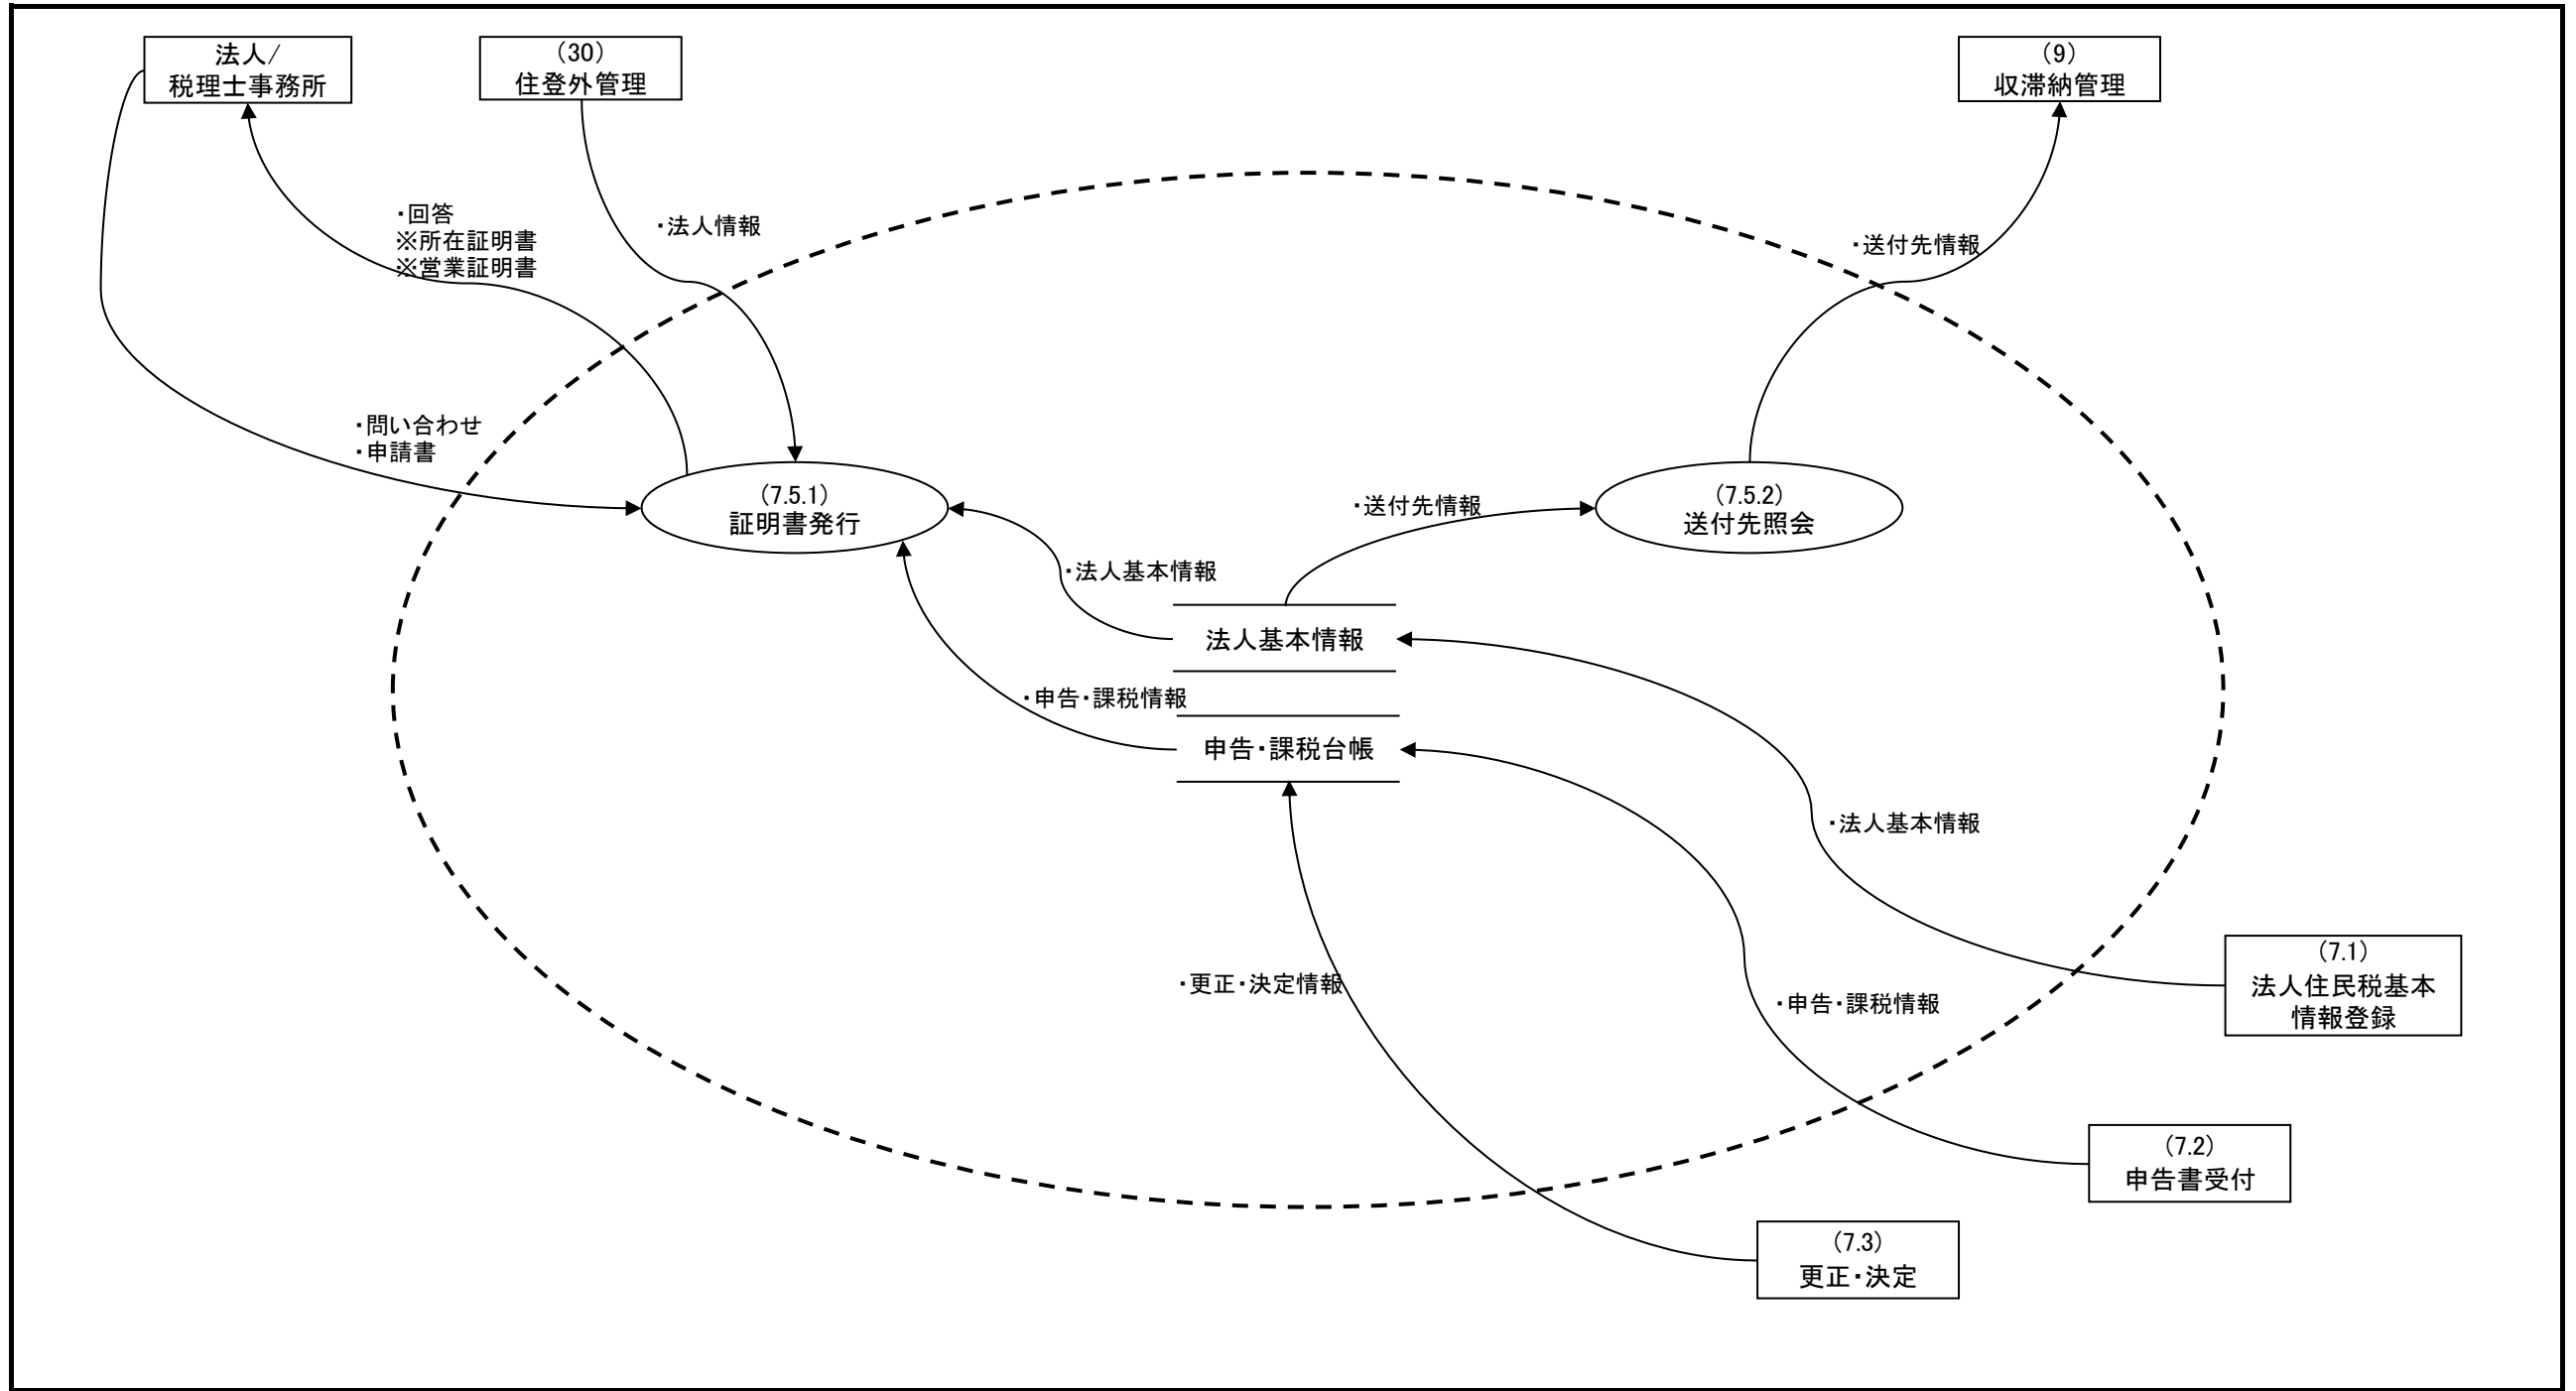 法人/
税理士事務所
(30)
住登外管理
(9)
収滞納管理
・回答
※所在証明書
※営業証明書
・法人情報
・送付先情報
・問い合わせ
・申請書
(7.5.1)
証明書発行
・送付先情報
(7.5.2)
送付先照会
・法人基本情報
法人基本情報
・申告・課税情報
申告・課税台帳
・法人基本情報
・更正・決定情報
・申告・課税情報
(7.1)
法人住民税基本
情報登録
(7.2)
申告書受付
(7.3)
更正・決定